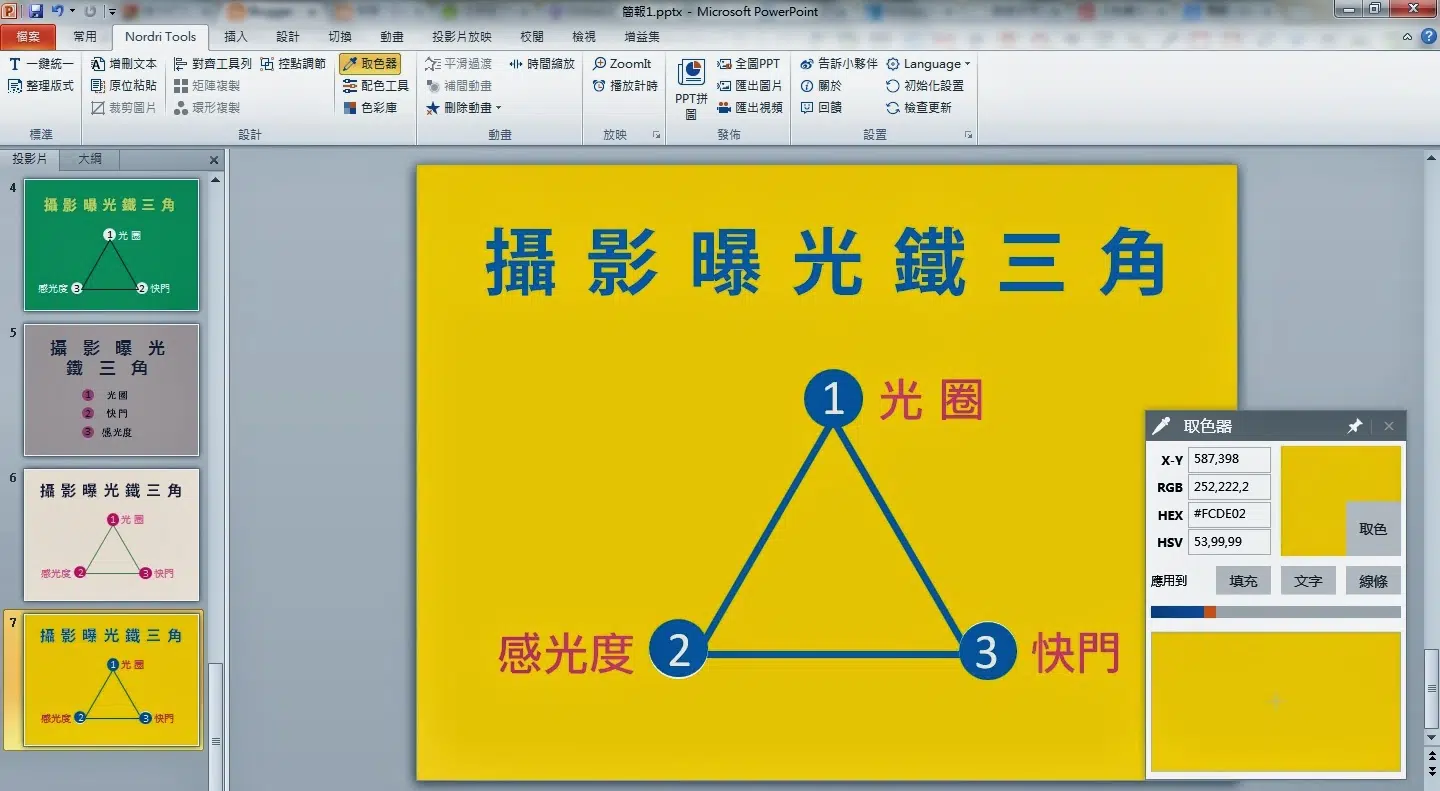 簡報1.pptx - Microsoft PowerPoint
檔案 常用 Nordri Tools 插入 設計 切換 動畫 投影片放映 校閱 檢視 增益集
一鍵統一 增刪文本 對齊工具列 控點調節 取色器 平滑過渡 時間縮放 ZoomIt 全圖PPT 告訴小夥伴 Language
整理版式 原位粘貼 矩陣複製 配色工具 補間動畫 播放計時 PPT拼圖 匯出圖片 關於 初始化設置
裁剪圖片 環形複製 色彩庫 刪除動畫 匯出視頻 回饋 檢查更新
標準 設計 動畫 放映 發佈 設置
投影片 大綱
4
攝影曝光鐵三角
1 光圈
感光度 3 2 快門
5
攝影曝光
鐵三角
1 光圈
2 快門
3 感光度
6
攝影曝光鐵三角
1 光圈
感光度 2 3 快門
7
攝影曝光鐵三角
1 光圈
感光度 2 3 快門
攝影曝光鐵三角
1 光圈
感光度 2 3 快門
取色器
X-Y 587,398
RGB 252,222,2
HEX #FCDE02
HSV 53,99,99
取色
應用到 填充 文字 線條